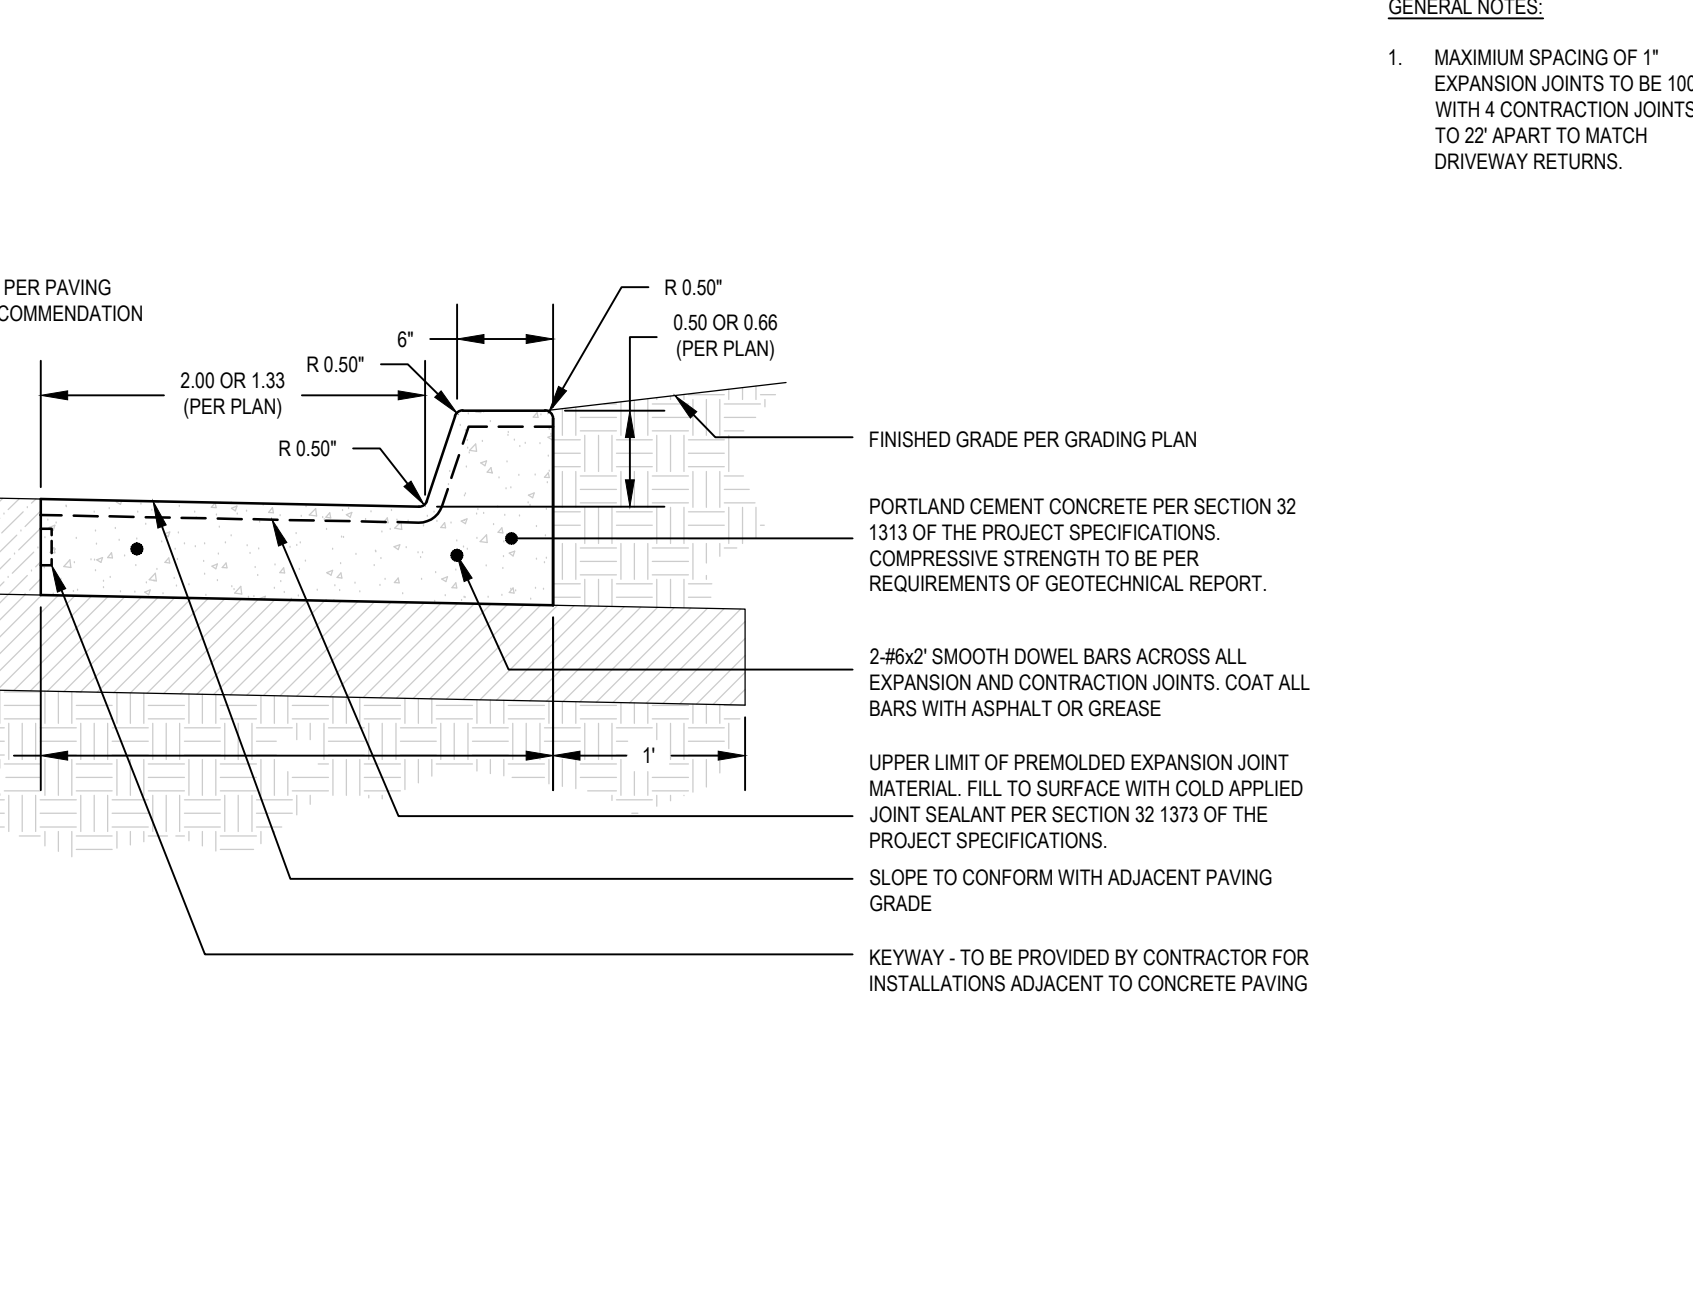 GENERAL NOTES:
1. MAXIMIUM SPACING OF 1"
EXPANSION JOINTS TO BE 100
WITH 4 CONTRACTION JOINTS
TO 22' APART TO MATCH
DRIVEWAY RETURNS.
PER PAVING
COMMENDATION
6"
R 0.50"
R 0.50"
0.50 OR 0.66
(PER PLAN)
2.00 OR 1.33
(PER PLAN)
R 0.50"
FINISHED GRADE PER GRADING PLAN
PORTLAND CEMENT CONCRETE PER SECTION 32
1313 OF THE PROJECT SPECIFICATIONS.
COMPRESSIVE STRENGTH TO BE PER
REQUIREMENTS OF GEOTECHNICAL REPORT.
2-#6x2' SMOOTH DOWEL BARS ACROSS ALL
EXPANSION AND CONTRACTION JOINTS. COAT ALL
BARS WITH ASPHALT OR GREASE
1'
UPPER LIMIT OF PREMOLDED EXPANSION JOINT
MATERIAL. FILL TO SURFACE WITH COLD APPLIED
JOINT SEALANT PER SECTION 32 1373 OF THE
PROJECT SPECIFICATIONS.
SLOPE TO CONFORM WITH ADJACENT PAVING
GRADE
KEYWAY - TO BE PROVIDED BY CONTRACTOR FOR
INSTALLATIONS ADJACENT TO CONCRETE PAVING